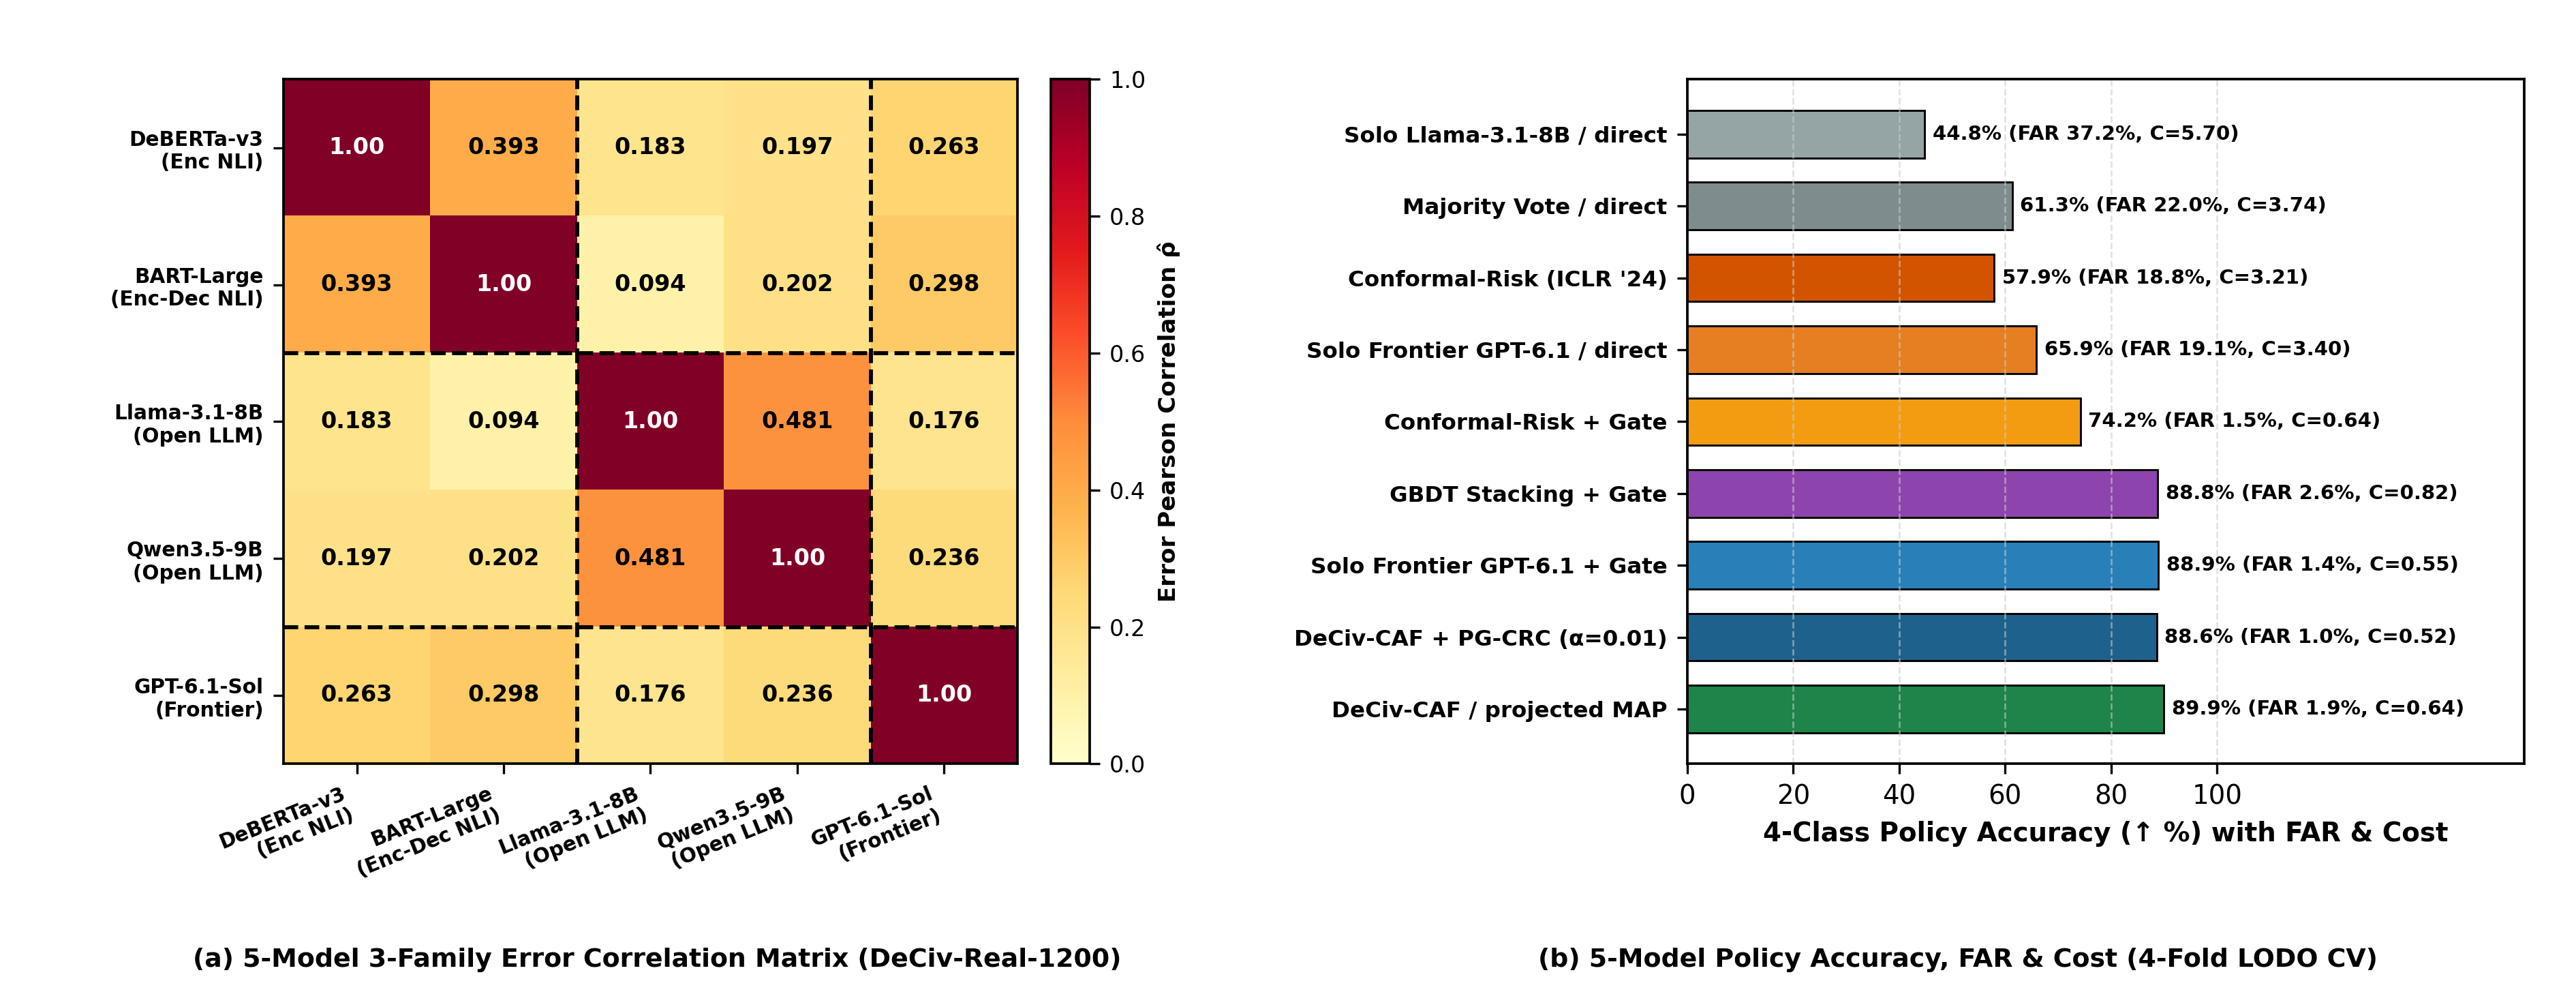 DeBERTa-v3
(Enc NLI)
1.00 0.393 0.183 0.197 0.263
BART-Large
(Enc-Dec NLI)
0.393 1.00 0.094 0.202 0.298
Llama-3.1-8B
(Open LLM)
0.183 0.094 1.00 0.481 0.176
Qwen3.5-9B
(Open LLM)
0.197 0.202 0.481 1.00 0.236
GPT-6.1-Sol
(Frontier)
0.263 0.298 0.176 0.236 1.00
DeBERTa-v3
(Enc NLI)
BART-Large
(Enc-Dec NLI)
Llama-3.1-8B
(Open LLM)
Qwen3.5-9B
(Open LLM)
GPT-6.1-Sol
(Frontier)
1.0
0.8
0.6
0.4
0.2
0.0
Error Pearson Correlation ρ̂
(a) 5-Model 3-Family Error Correlation Matrix (DeCiv-Real-1200)
Solo Llama-3.1-8B / direct 44.8% (FAR 37.2%, C=5.70)
Majority Vote / direct 61.3% (FAR 22.0%, C=3.74)
Conformal-Risk (ICLR '24) 57.9% (FAR 18.8%, C=3.21)
Solo Frontier GPT-6.1 / direct 65.9% (FAR 19.1%, C=3.40)
Conformal-Risk + Gate 74.2% (FAR 1.5%, C=0.64)
GBDT Stacking + Gate 88.8% (FAR 2.6%, C=0.82)
Solo Frontier GPT-6.1 + Gate 88.9% (FAR 1.4%, C=0.55)
DeCiv-CAF + PG-CRC (α=0.01) 88.6% (FAR 1.0%, C=0.52)
DeCiv-CAF / projected MAP 89.9% (FAR 1.9%, C=0.64)
0 20 40 60 80 100
4-Class Policy Accuracy (↑ %) with FAR & Cost
(b) 5-Model Policy Accuracy, FAR & Cost (4-Fold LODO CV)